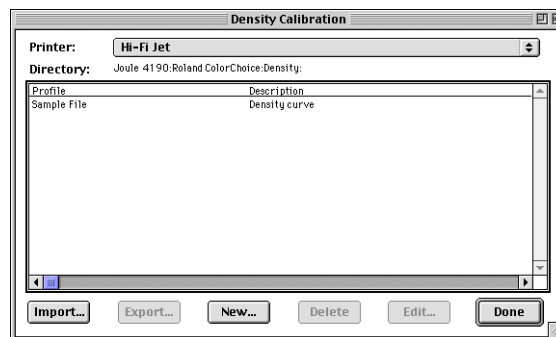 Density Calibration
Printer: Hi-Fi Jet
Directory: Joule 4190:Roland ColorChoice:Density:
Profile Description
Sample File Density curve
Import... Export... New... Delete Edit... Done